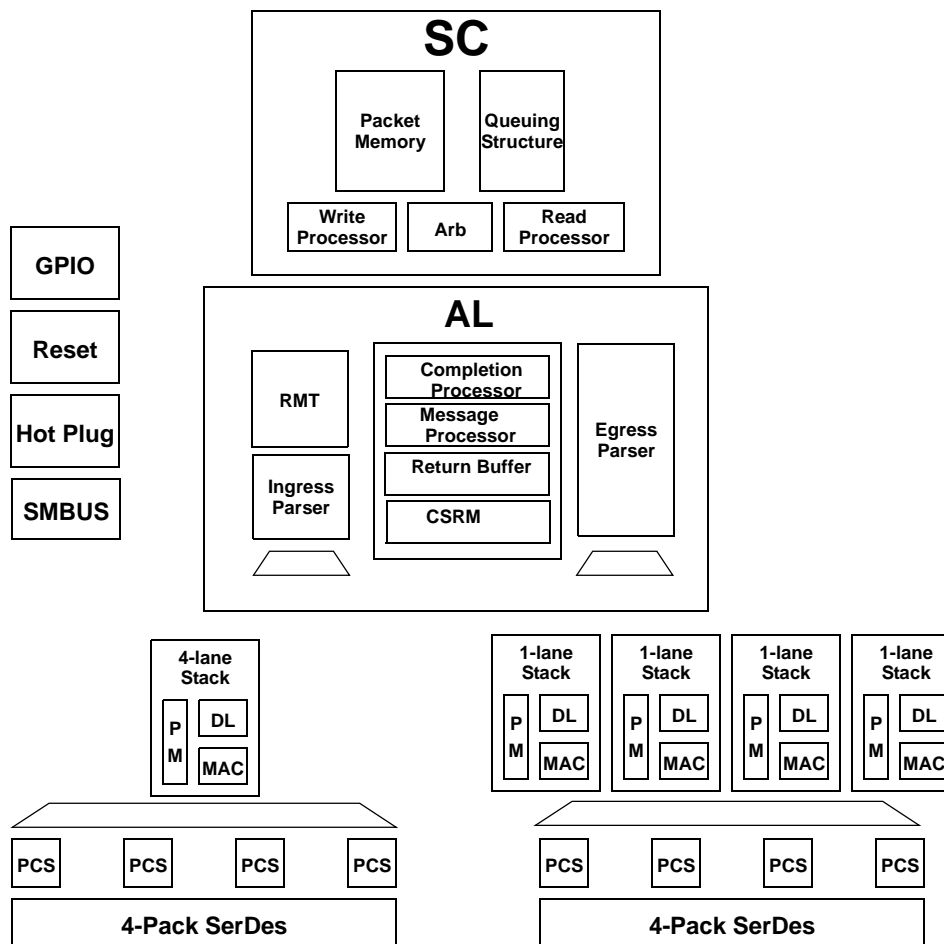 SC
Packet
Memory
Queuing
Structure
Write
Processor
Arb
Read
Processor
GPIO
Reset
Hot Plug
SMBUS
AL
RMT
Ingress
Parser
Completion
Processor
Message
Processor
Return Buffer
CSRM
Egress
Parser
4-lane
Stack
P
M
DL
MAC
1-lane
Stack
P
M
DL
MAC
1-lane
Stack
P
M
DL
MAC
1-lane
Stack
P
M
DL
MAC
1-lane
Stack
P
M
DL
MAC
PCS
PCS
PCS
PCS
PCS
PCS
PCS
PCS
4-Pack SerDes
4-Pack SerDes